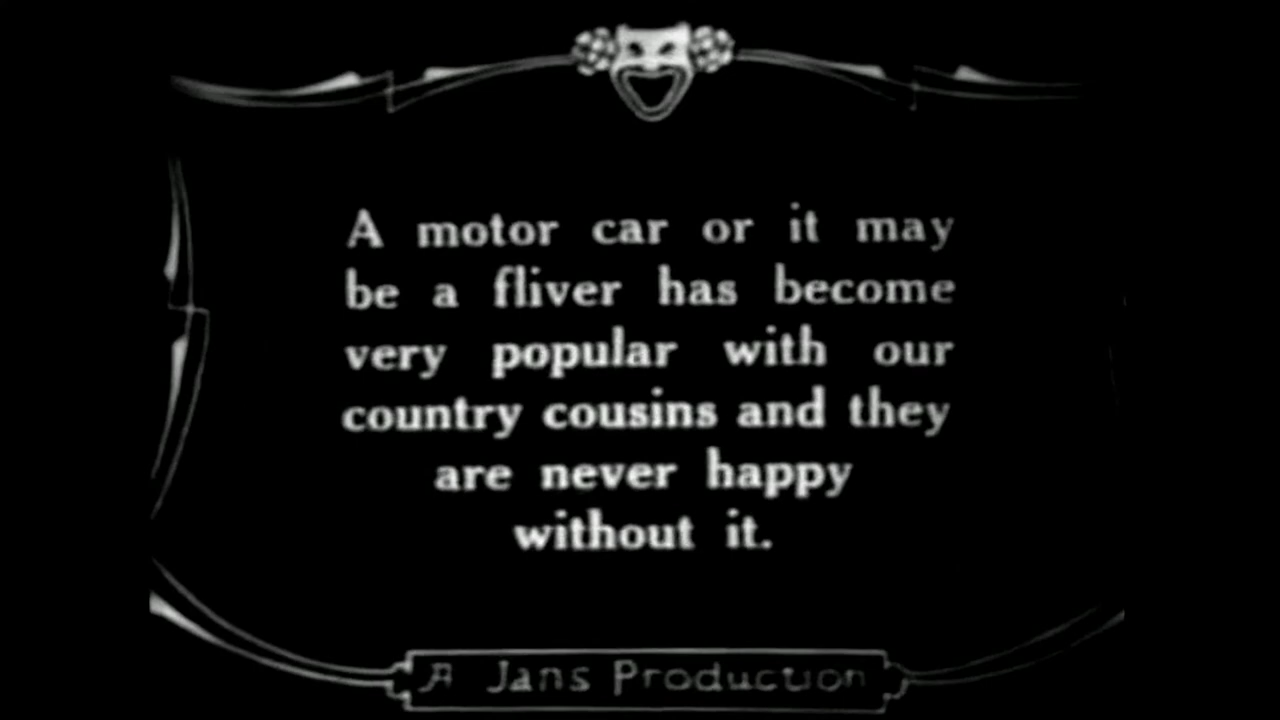 A motor car or it may
be a fliver has become
very popular with our
country cousins and they
are never happy
without it.
A Jans Production